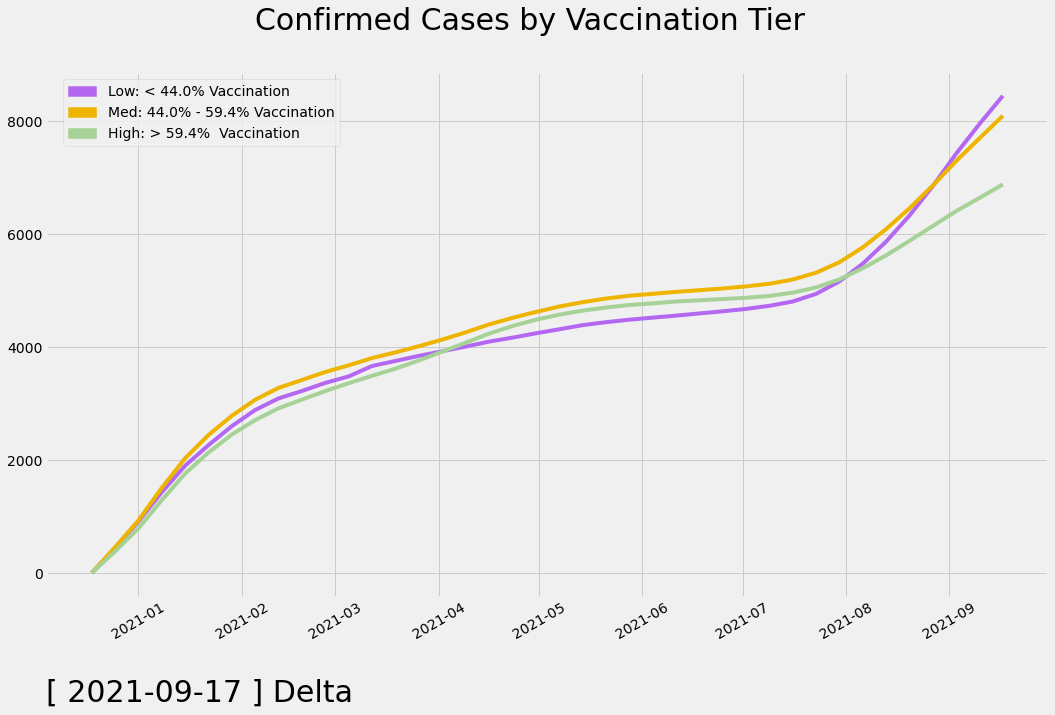 Confirmed Cases by Vaccination Tier
Low: < 44.0% Vaccination
Med: 44.0% - 59.4% Vaccination
High: > 59.4%  Vaccination
8000
6000
4000
2000
0
2021-01
2021-02
2021-03
2021-04
2021-05
2021-06
2021-07
2021-08
2021-09
[ 2021-09-17 ] Delta